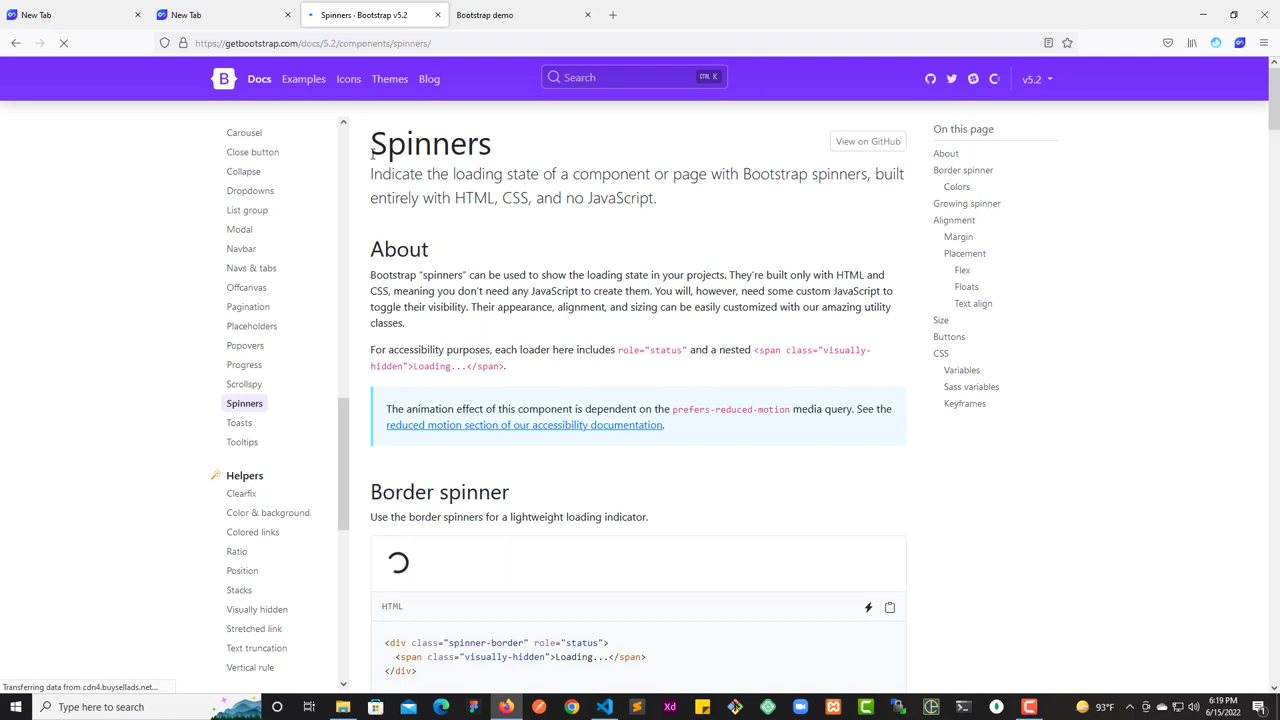 New Tab
New Tab
Spinners · Bootstrap v5.2
Bootstrap demo
https://getbootstrap.com/docs/5.2/components/spinners/
B
Docs
Examples
Icons
Themes
Blog
Search
CTRL K
v5.2
Carousel
Close button
Collapse
Dropdowns
List group
Modal
Navbar
Navs & tabs
Offcanvas
Pagination
Placeholders
Popovers
Progress
Scrollspy
Spinners
Toasts
Tooltips
Helpers
Clearfix
Color & background
Colored links
Ratio
Position
Stacks
Visually hidden
Stretched link
Text truncation
Vertical rule
Spinners
View on GitHub
Indicate the loading state of a component or page with Bootstrap spinners, built
entirely with HTML, CSS, and no JavaScript.
About
Bootstrap “spinners” can be used to show the loading state in your projects. They’re built only with HTML and
CSS, meaning you don’t need any JavaScript to create them. You will, however, need some custom JavaScript to
toggle their visibility. Their appearance, alignment, and sizing can be easily customized with our amazing utility
classes.
For accessibility purposes, each loader here includes role="status" and a nested <span class="visually-
hidden">Loading...</span>.
The animation effect of this component is dependent on the prefers-reduced-motion media query. See the
reduced motion section of our accessibility documentation.
Border spinner
Use the border spinners for a lightweight loading indicator.
HTML
<div class="spinner-border" role="status">
<span class="visually-hidden">Loading...</span>
</div>
On this page
About
Border spinner
Colors
Growing spinner
Alignment
Margin
Placement
Flex
Floats
Text align
Size
Buttons
CSS
Variables
Sass variables
Keyframes
Transferring data from cdn4.buysellads.net...
Type here to search
Xd
93°F
6:19 PM
6/15/2022